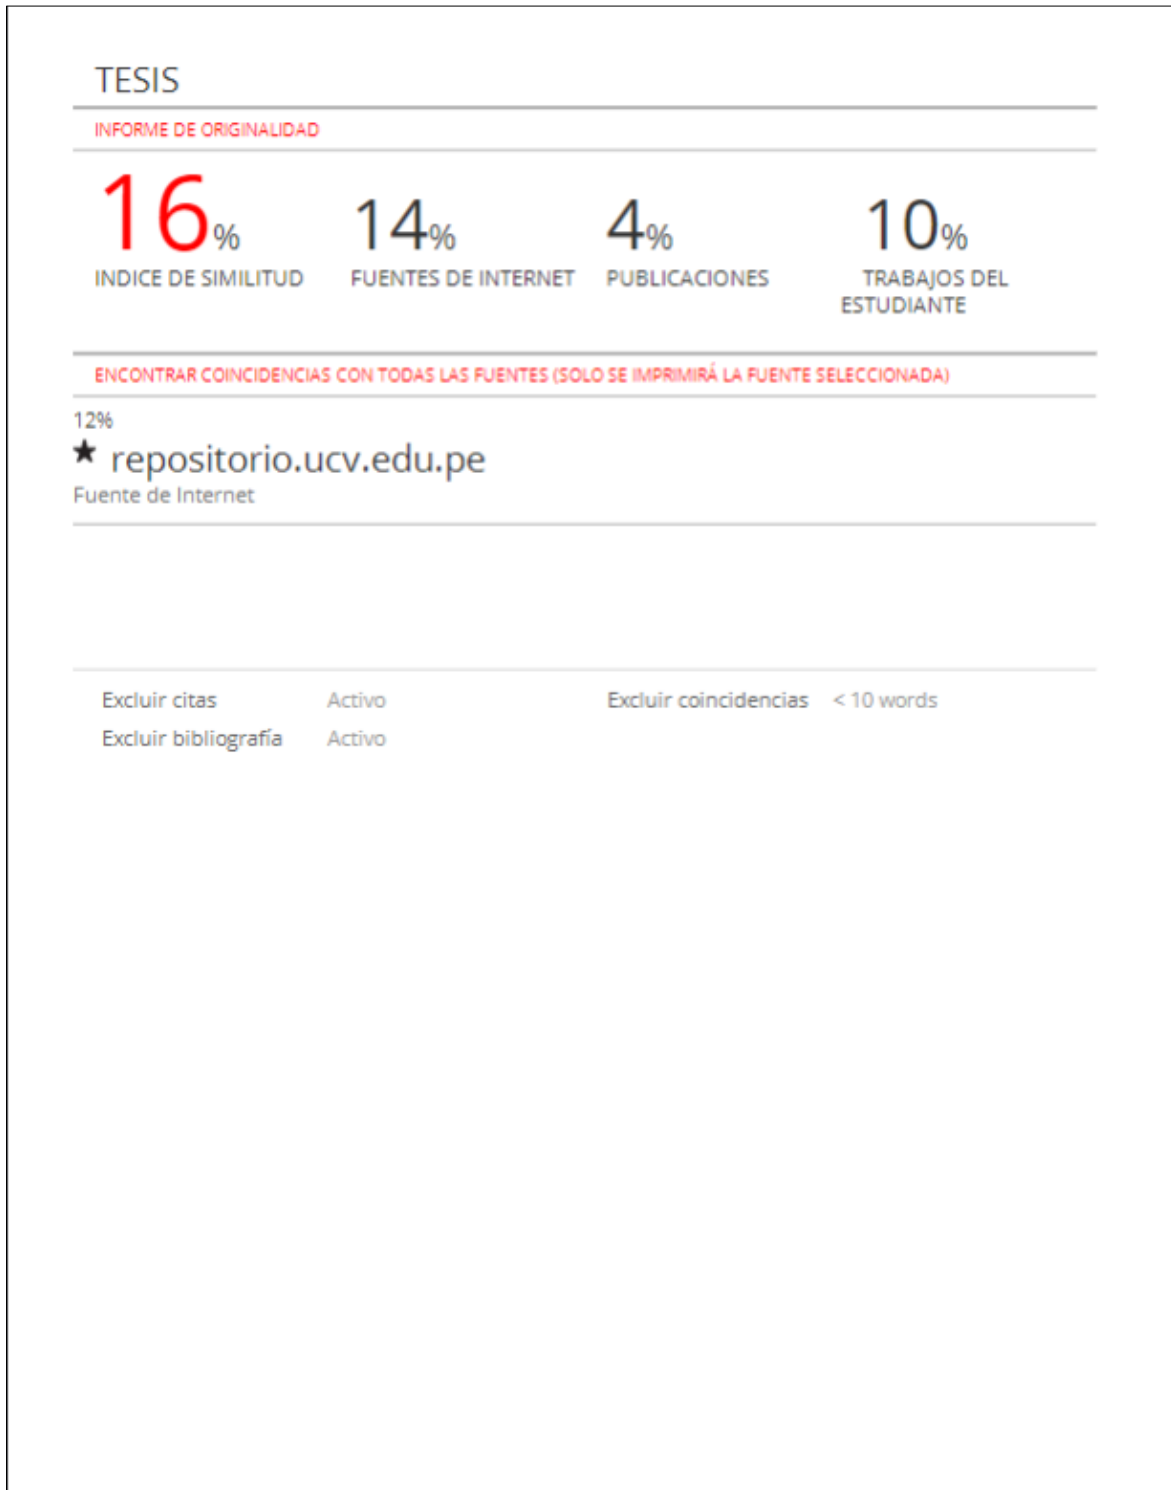 TESIS
INFORME DE ORIGINALIDAD
16% 14% 4% 10%
INDICE DE SIMILITUD FUENTES DE INTERNET PUBLICACIONES TRABAJOS DEL
ESTUDIANTE
ENCONTRAR COINCIDENCIAS CON TODAS LAS FUENTES (SOLO SE IMPRIMIRÁ LA FUENTE SELECCIONADA)
12%
★ repositorio.ucv.edu.pe
Fuente de Internet
Excluir citas Activo Excluir coincidencias < 10 words
Excluir bibliografía Activo